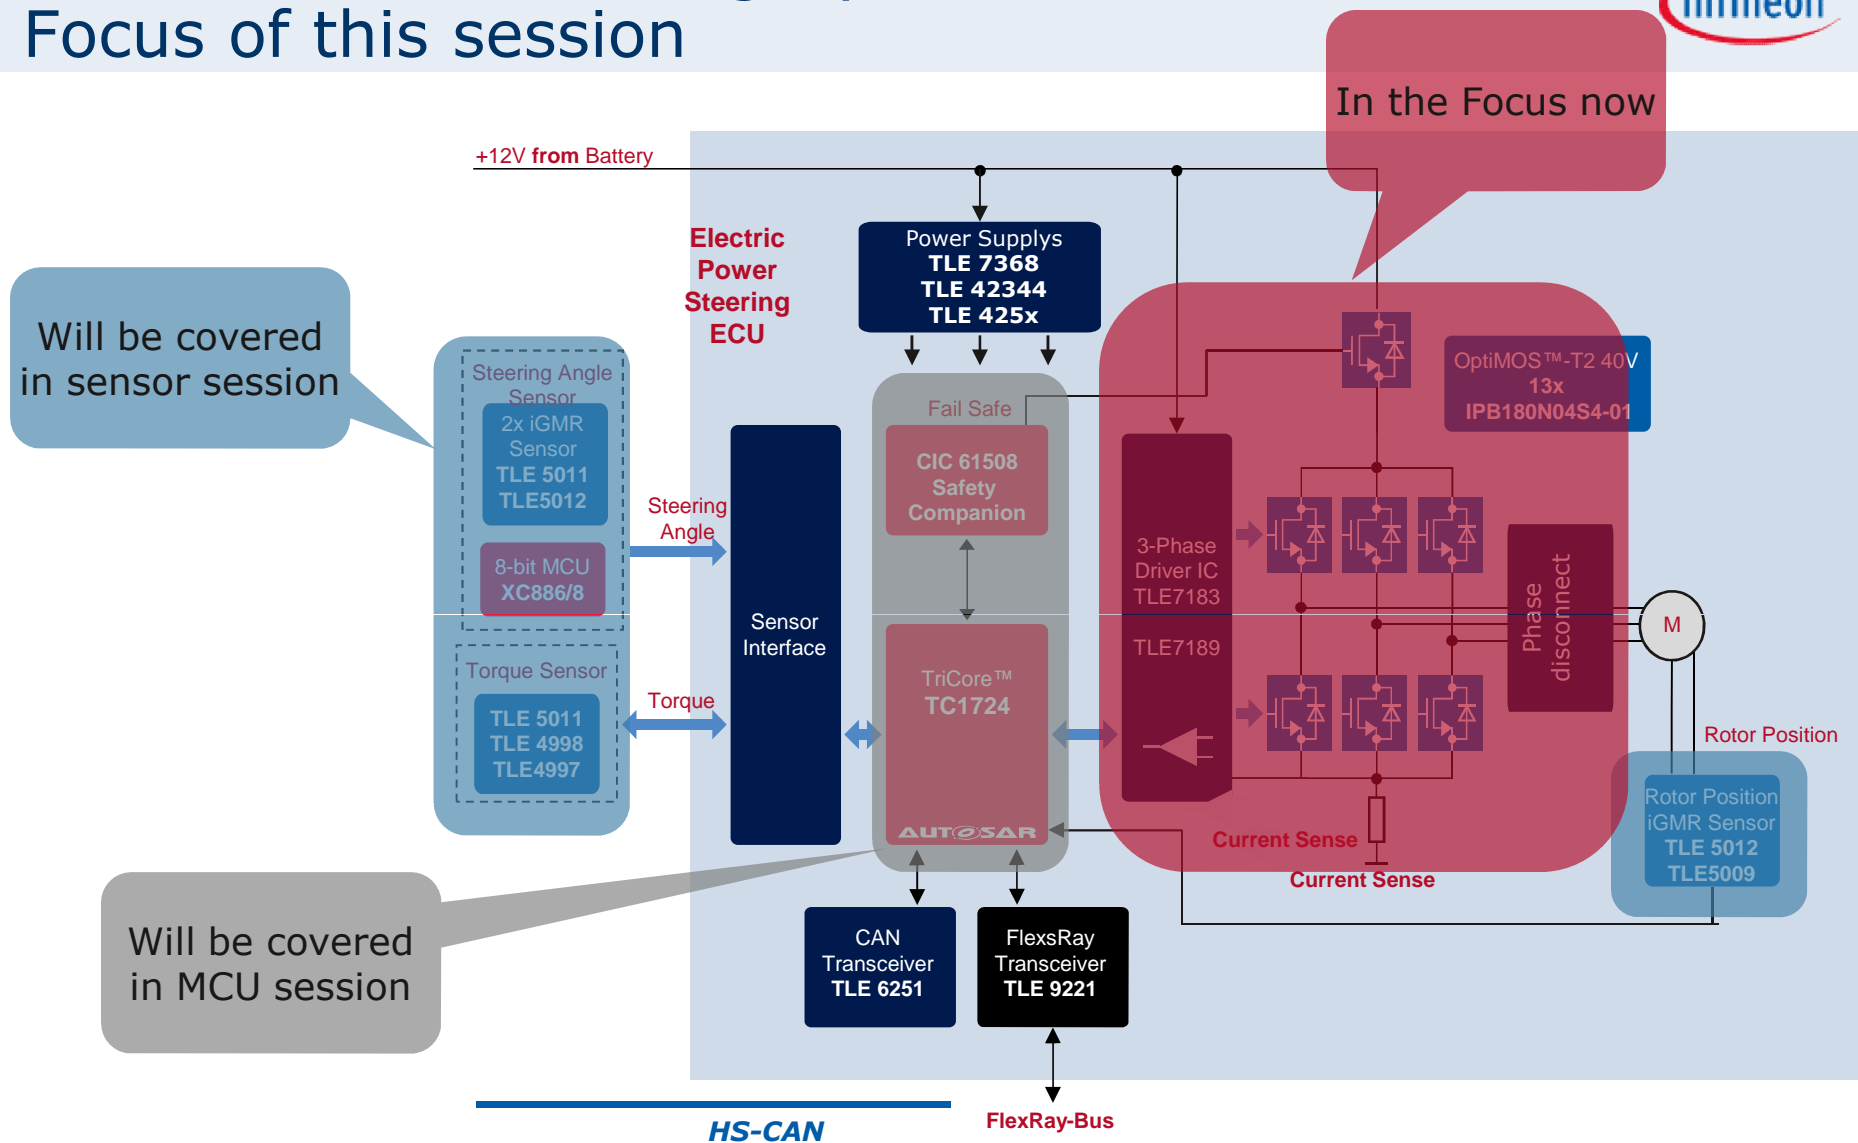 Focus of this session
infineon
In the Focus now
+12V from Battery
Electric
Power
Steering
ECU
Power Supplys
TLE 7368
TLE 42344
TLE 425x
Will be covered
in sensor session
Steering Angle
Sensor
2x iGMR
Sensor
TLE 5011
TLE5012
8-bit MCU
XC886/8
Torque Sensor
TLE 5011
TLE 4998
TLE4997
Steering
Angle
Torque
Sensor
Interface
Fail Safe
CIC 61508
Safety
Companion
TriCore™
TC1724
AUTOSAR
3-Phase
Driver IC
TLE7183
TLE7189
OptiMOS™-T2 40V
13x
IPB180N04S4-01
Phase
disconnect
M
Rotor Position
Rotor Position
iGMR Sensor
TLE 5012
TLE5009
Current Sense
Current Sense
Will be covered
in MCU session
CAN
Transceiver
TLE 6251
FlexsRay
Transceiver
TLE 9221
HS-CAN
FlexRay-Bus